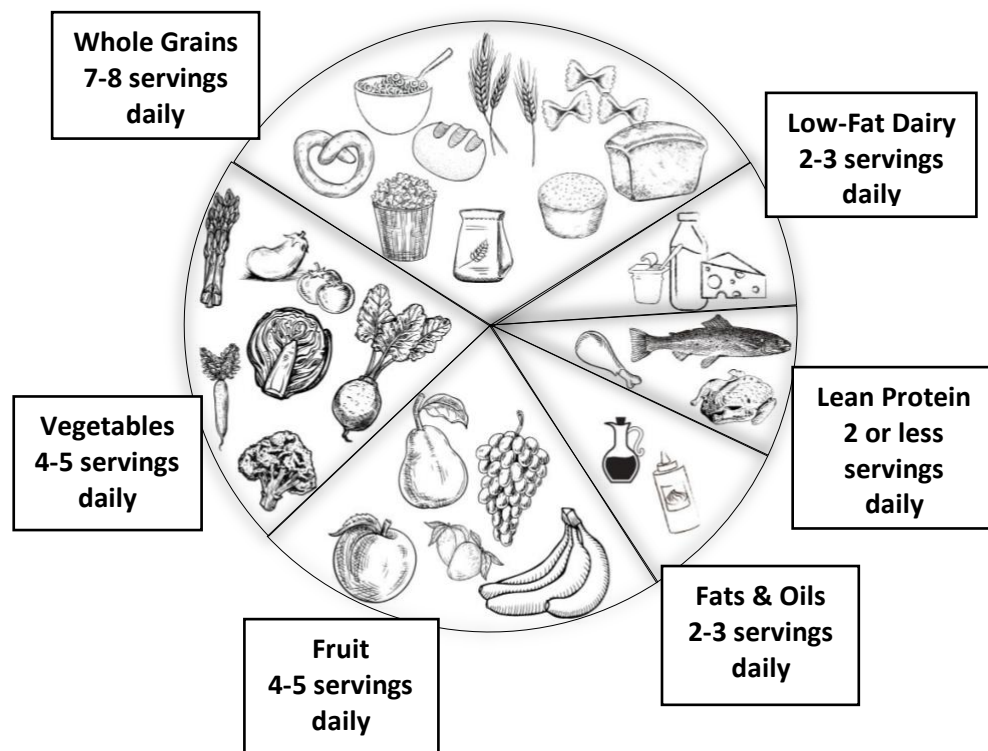 Whole Grains
7-8 servings
daily
Low-Fat Dairy
2-3 servings
daily
Lean Protein
2 or less
servings
daily
Vegetables
4-5 servings
daily
Fats & Oils
2-3 servings
daily
Fruit
4-5 servings
daily